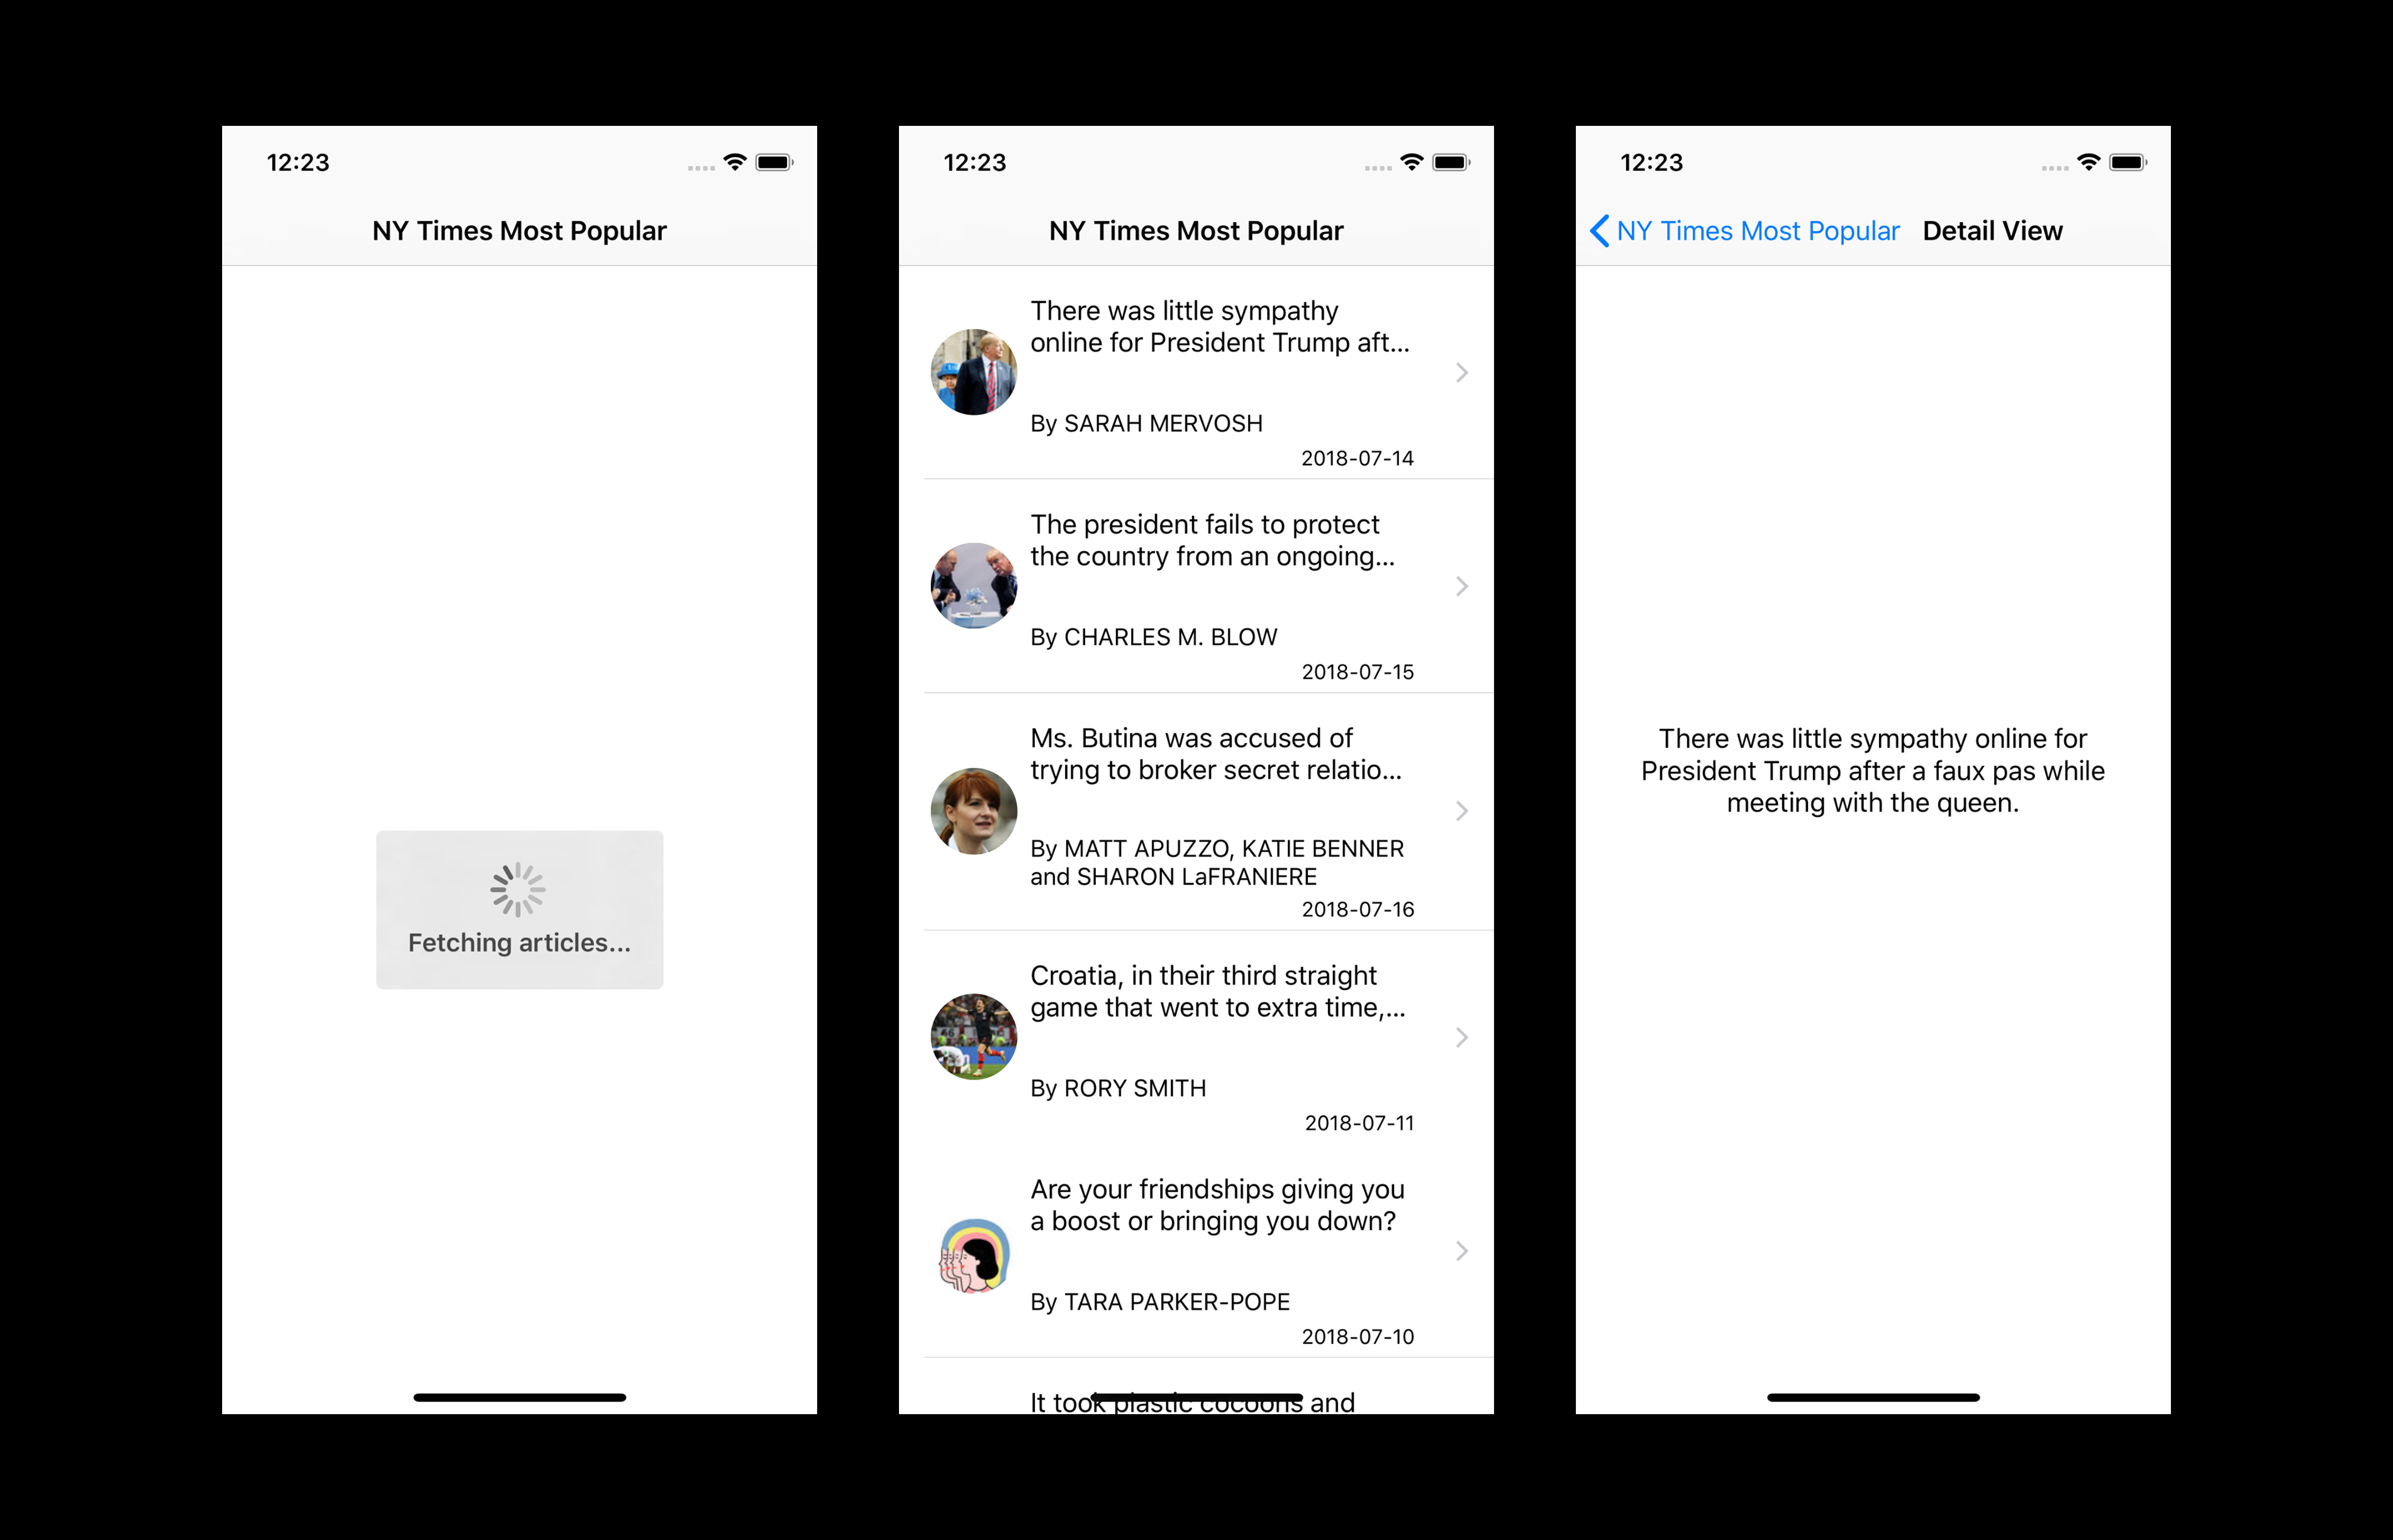 12:23
NY Times Most Popular
Fetching articles...
12:23
NY Times Most Popular
There was little sympathy
online for President Trump aft...
By SARAH MERVOSH
2018-07-14
The president fails to protect
the country from an ongoing...
By CHARLES M. BLOW
2018-07-15
Ms. Butina was accused of
trying to broker secret relatio...
By MATT APUZZO, KATIE BENNER
and SHARON LaFRANIERE
2018-07-16
Croatia, in their third straight
game that went to extra time,...
By RORY SMITH
2018-07-11
Are your friendships giving you
a boost or bringing you down?
By TARA PARKER-POPE
2018-07-10
It took plastic cocoons and
12:23
NY Times Most Popular Detail View
There was little sympathy online for
President Trump after a faux pas while
meeting with the queen.